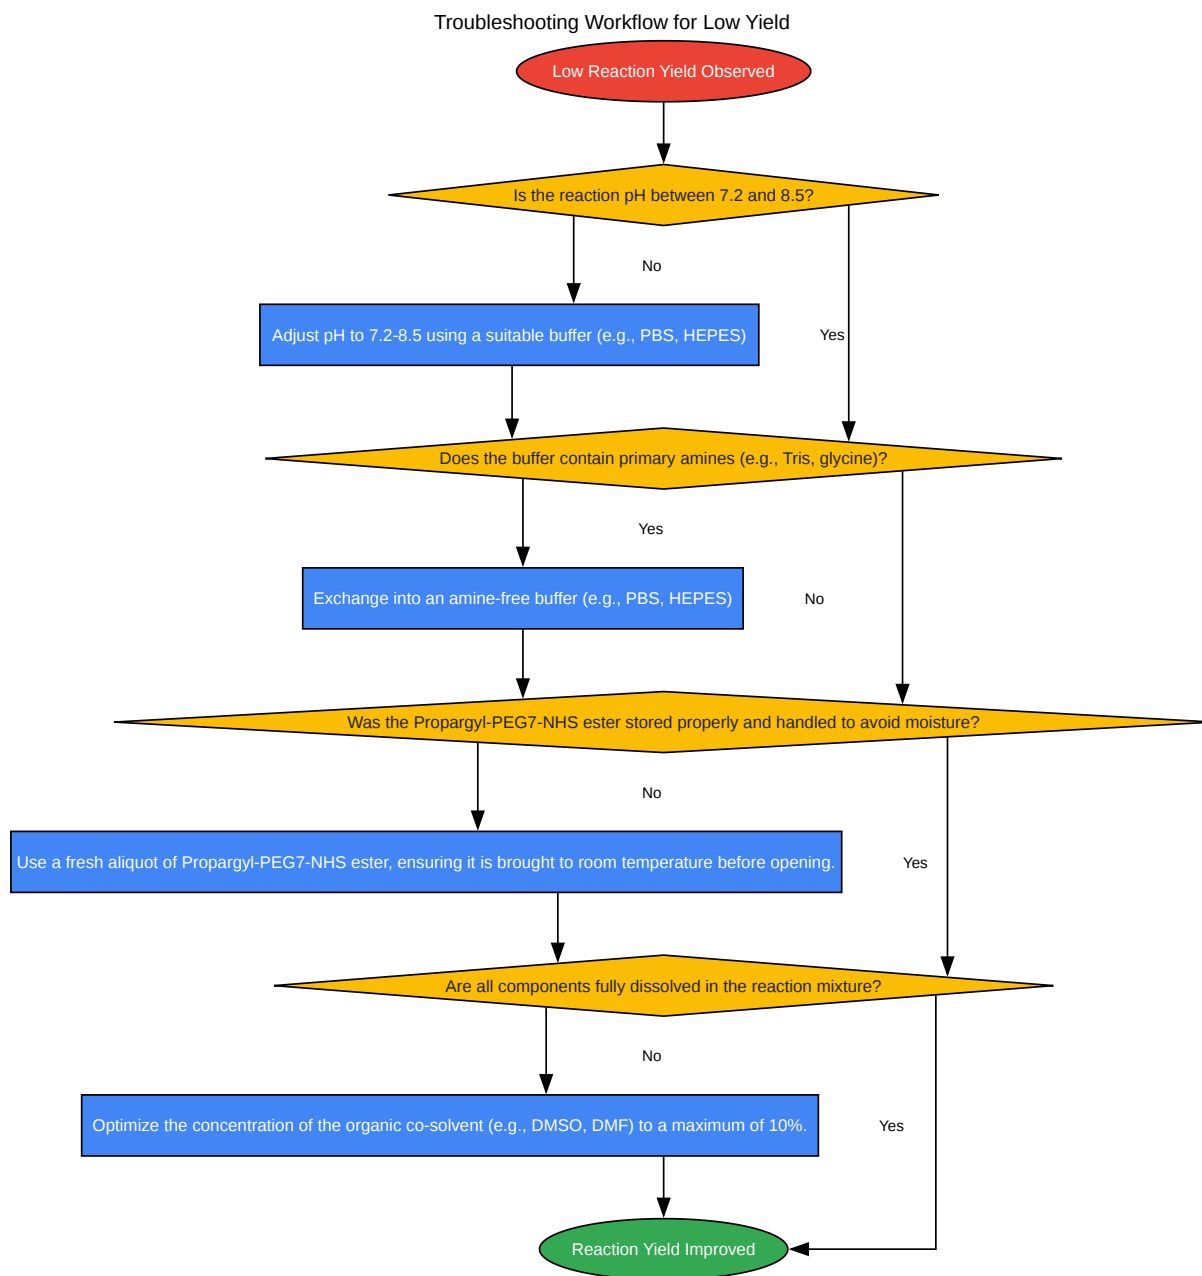 Troubleshooting Workflow for Low Yield
Low Reaction Yield Observed
Is the reaction pH between 7.2 and 8.5?
No
Adjust pH to 7.2-8.5 using a suitable buffer (e.g., PBS, HEPES)
Yes
Does the buffer contain primary amines (e.g., Tris, glycine)?
Yes
Exchange into an amine-free buffer (e.g., PBS, HEPES)
No
Was the Propargyl-PEG7-NHS ester stored properly and handled to avoid moisture?
No
Use a fresh aliquot of Propargyl-PEG7-NHS ester, ensuring it is brought to room temperature before opening.
Yes
Are all components fully dissolved in the reaction mixture?
No
Optimize the concentration of the organic co-solvent (e.g., DMSO, DMF) to a maximum of 10%.
Yes
Reaction Yield Improved